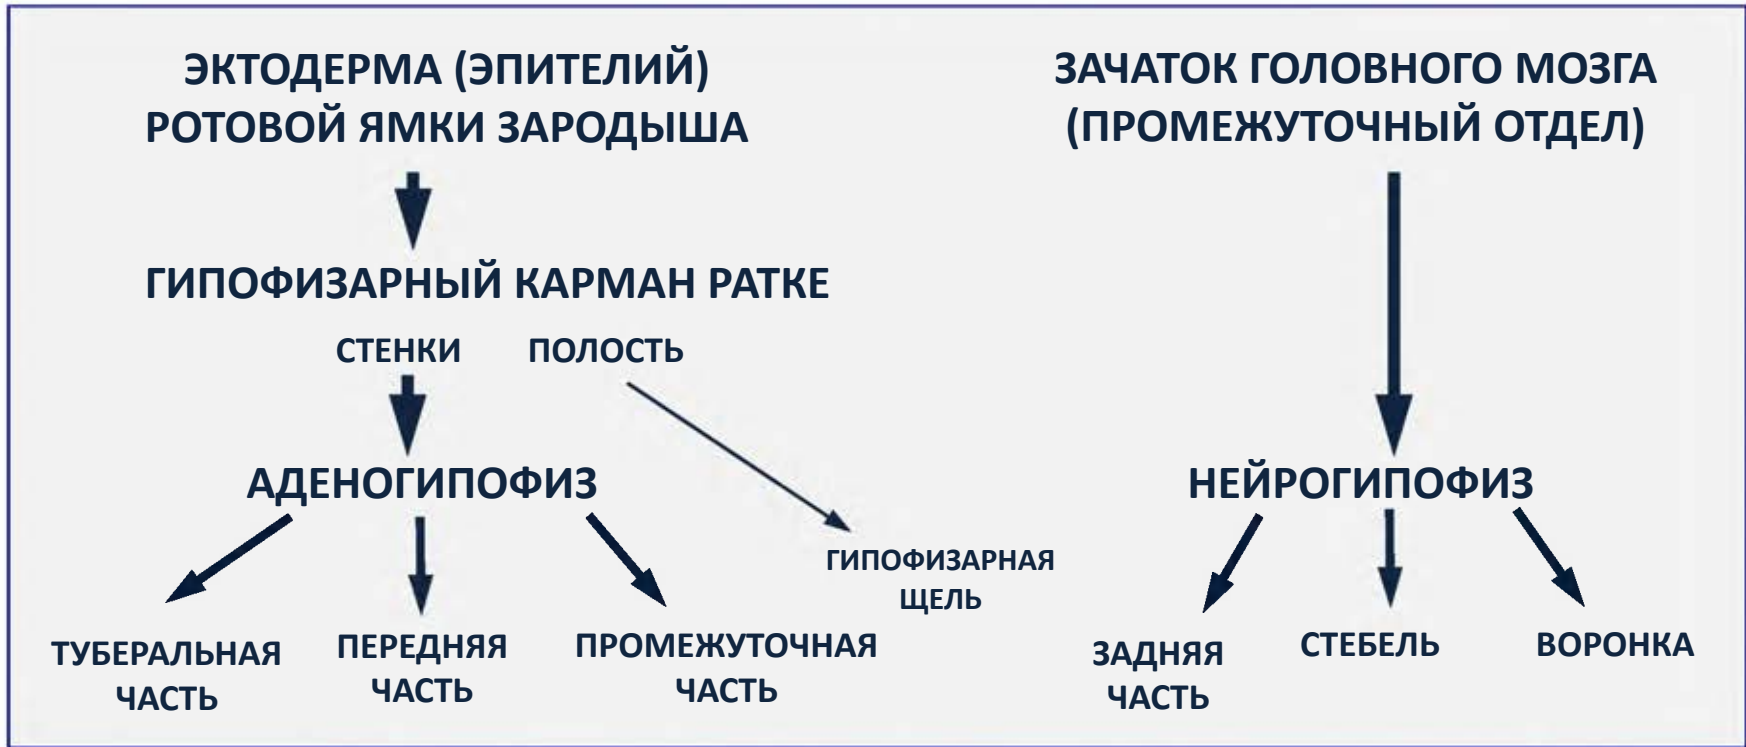 ЭКТОДЕРМА (ЭПИТЕЛИЙ)
РОТОВОЙ ЯМКИ ЗАРОДЫША
ЗАЧАТОК ГОЛОВНОГО МОЗГА
(ПРОМЕЖУТОЧНЫЙ ОТДЕЛ)
ГИПОФИЗАРНЫЙ КАРМАН РАТКЕ
СТЕНКИ ПОЛОСТЬ
АДЕНОГИПОФИЗ
НЕЙРОГИПОФИЗ
ГИПОФИЗАРНАЯ
ЩЕЛЬ
ТУБЕРАЛЬНАЯ
ЧАСТЬ
ПЕРЕДНЯЯ
ЧАСТЬ
ПРОМЕЖУТОЧНАЯ
ЧАСТЬ
ЗАДНЯЯ
ЧАСТЬ
СТЕБЕЛЬ
ВОРОНКА